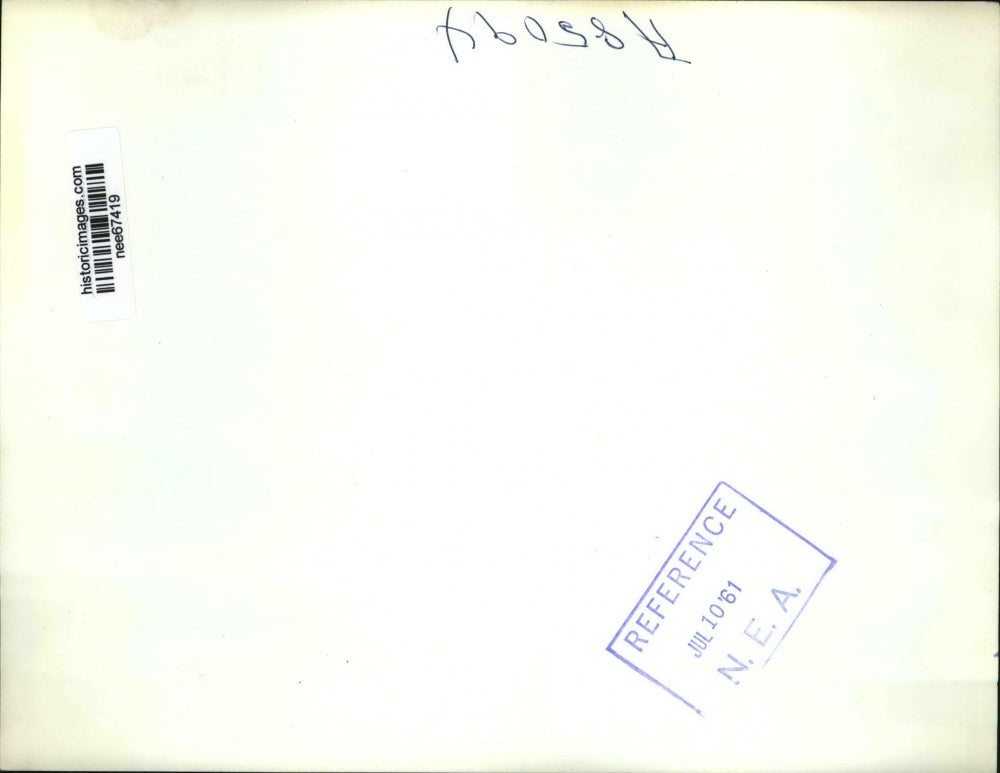 historicimages.com
nee67419
REFERENCE
JUL 10 '61
N. E. A.